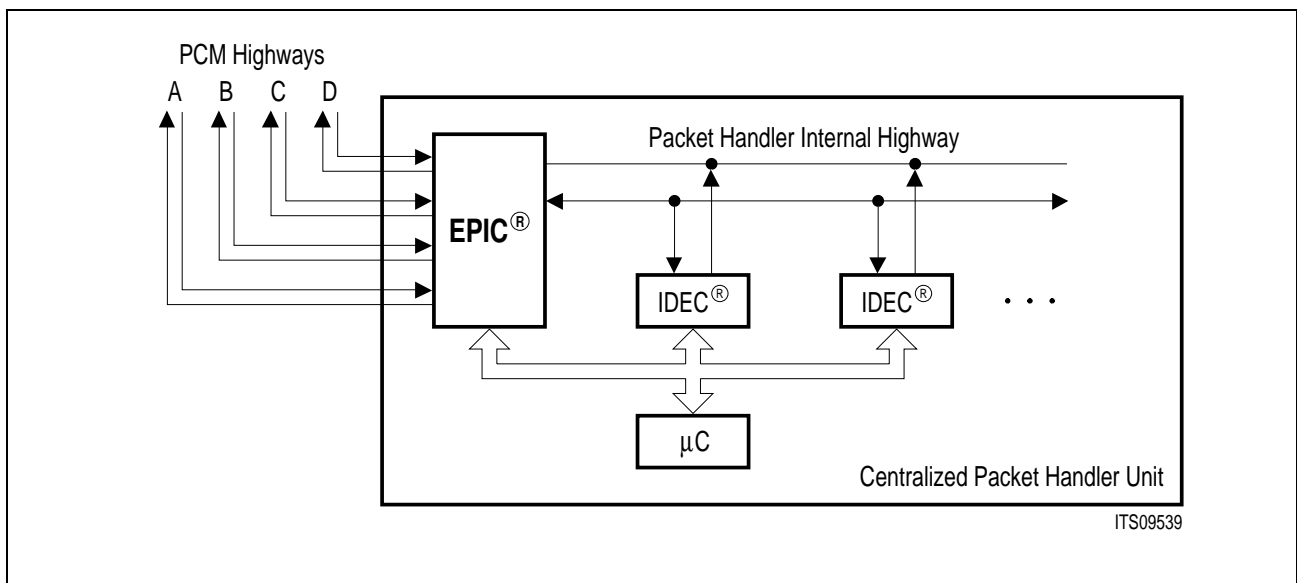 PCM Highways
A B C D
Packet Handler Internal Highway
EPIC®
IDEC® IDEC® . . .
μC
Centralized Packet Handler Unit
ITS09539